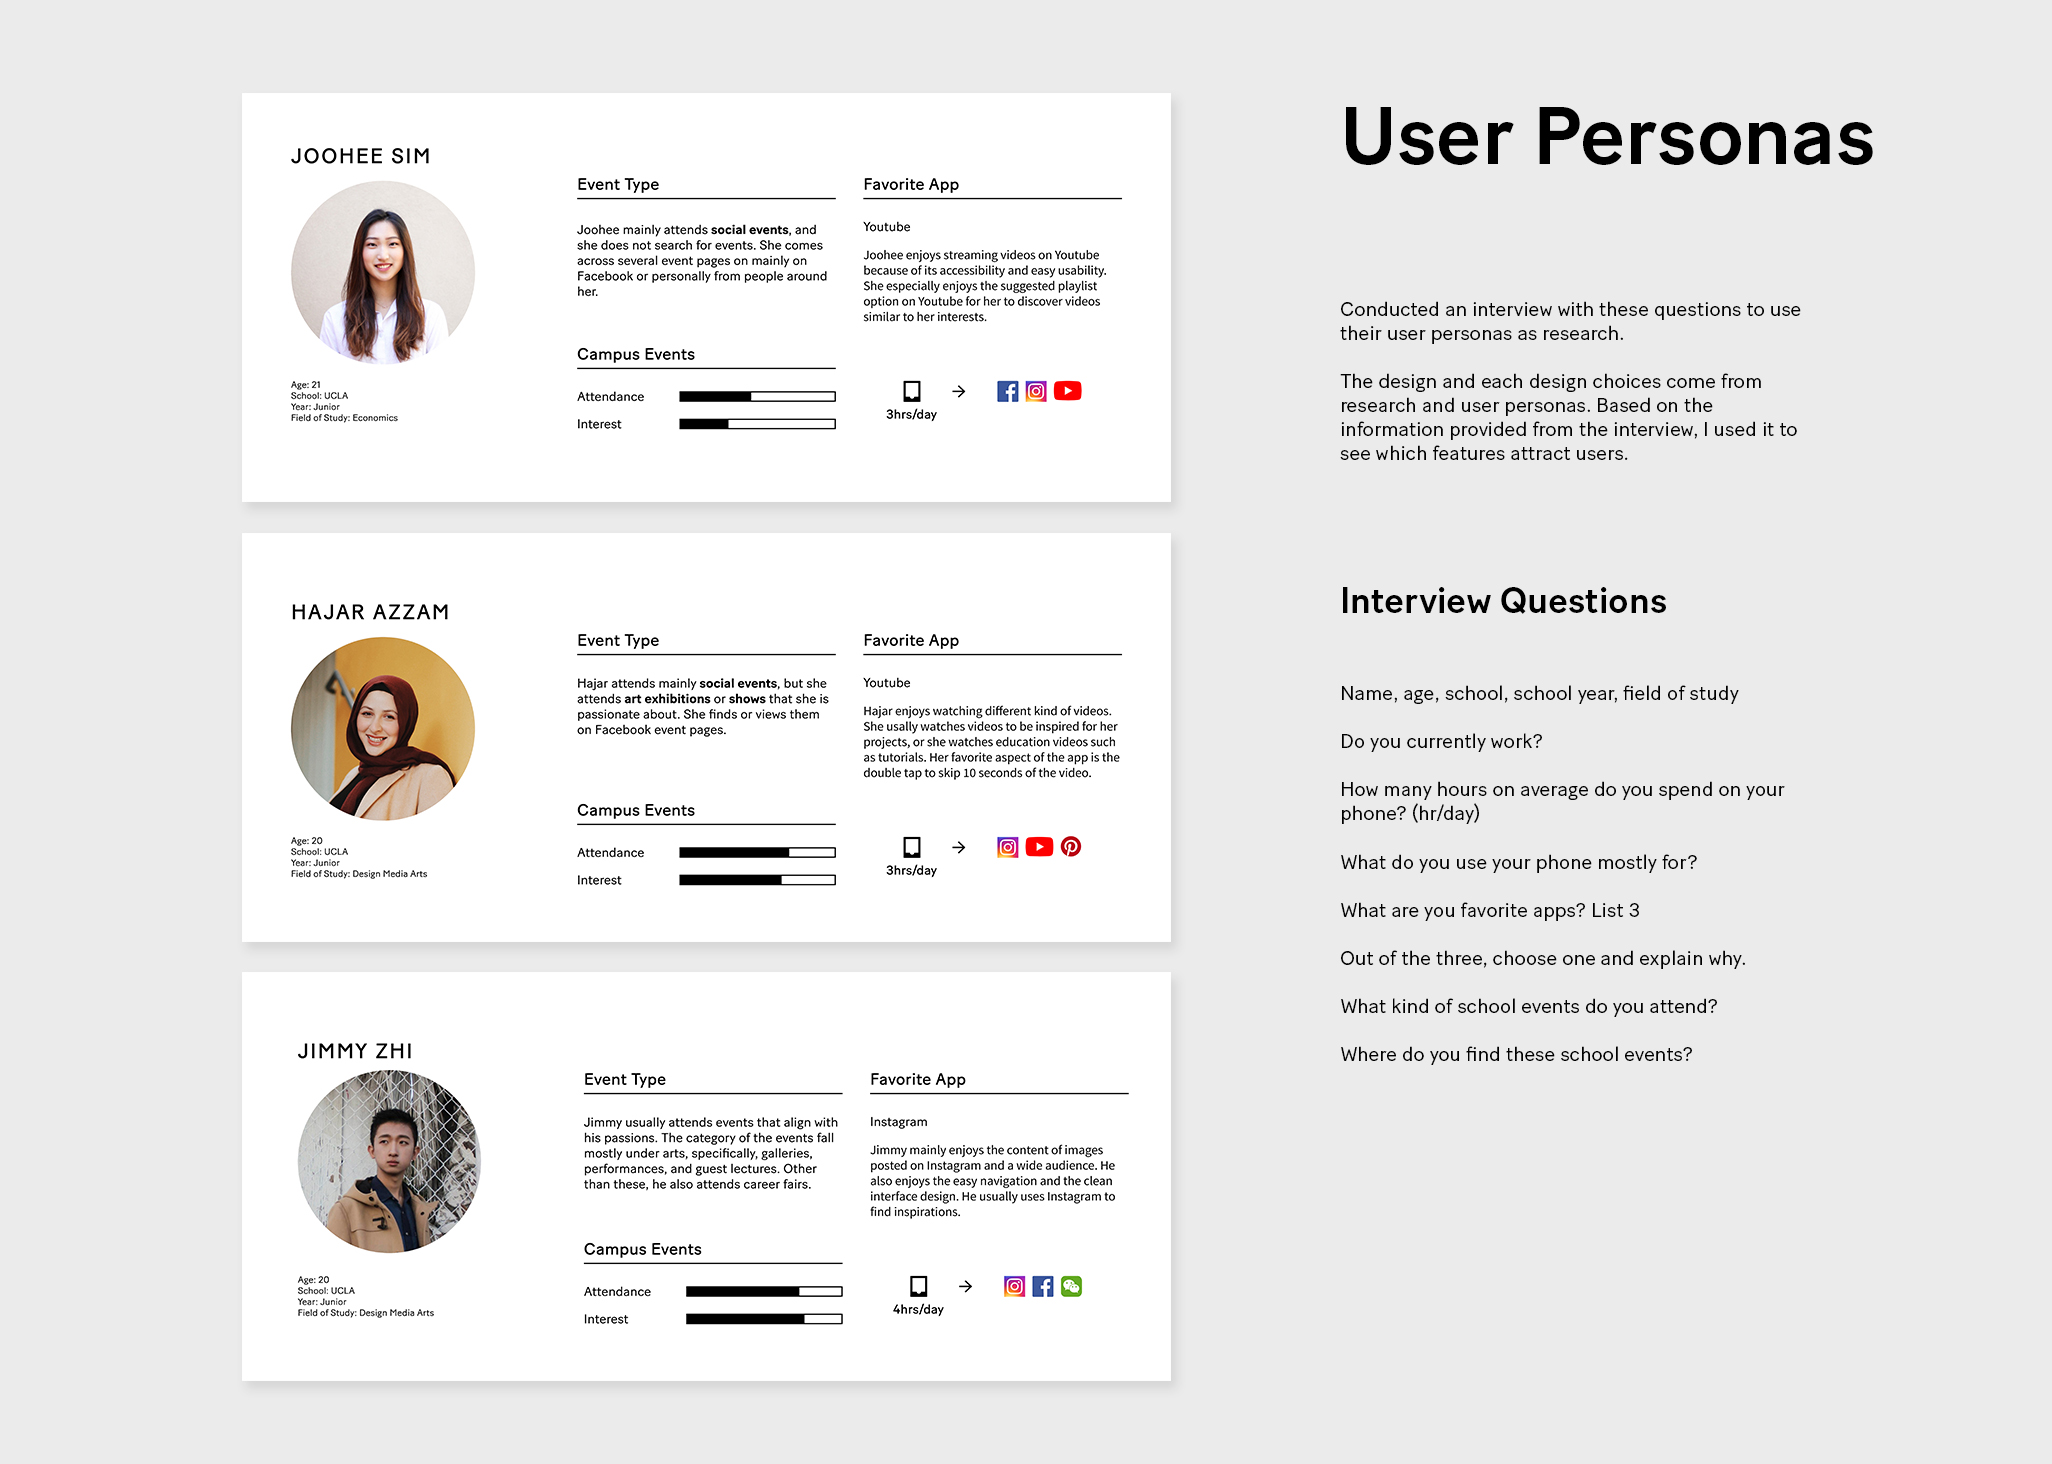 User Personas
Conducted an interview with these questions to use
their user personas as research.
The design and each design choices come from
research and user personas. Based on the
information provided from the interview, I used it to
see which features attract users.
Interview Questions
Name, age, school, school year, field of study
Do you currently work?
How many hours on average do you spend on your
phone? (hr/day)
What do you use your phone mostly for?
What are you favorite apps? List 3
Out of the three, choose one and explain why.
What kind of school events do you attend?
Where do you find these school events?
JOOHEE SIM
Age: 21
School: UCLA
Year: Junior
Field of Study: Economics
Event Type
Joohee mainly attends social events, and
she does not search for events. She comes
across several event pages on mainly on
Facebook or personally from people around
her.
Campus Events
Attendance
Interest
Favorite App
Youtube
Joohee enjoys streaming videos on Youtube
because of its accessibility and easy usability.
She especially enjoys the suggested playlist
option on Youtube for her to discover videos
similar to her interests.
3hrs/day
HAJAR AZZAM
Age: 20
School: UCLA
Year: Junior
Field of Study: Design Media Arts
Event Type
Hajar attends mainly social events, but she
attends art exhibitions or shows that she is
passionate about. She finds or views them
on Facebook event pages.
Campus Events
Attendance
Interest
Favorite App
Youtube
Hajar enjoys watching different kind of videos.
She usally watches videos to be inspired for her
projects, or she watches education videos such
as tutorials. Her favorite aspect of the app is the
double tap to skip 10 seconds of the video.
3hrs/day
JIMMY ZHI
Age: 20
School: UCLA
Year: Junior
Field of Study: Design Media Arts
Event Type
Jimmy usually attends events that align with
his passions. The category of the events fall
mostly under arts, specifically, galleries,
performances, and guest lectures. Other
than these, he also attends career fairs.
Campus Events
Attendance
Interest
Favorite App
Instagram
Jimmy mainly enjoys the content of images
posted on Instagram and a wide audience. He
also enjoys the easy navigation and the clean
interface design. He usually uses Instagram to
find inspirations.
4hrs/day